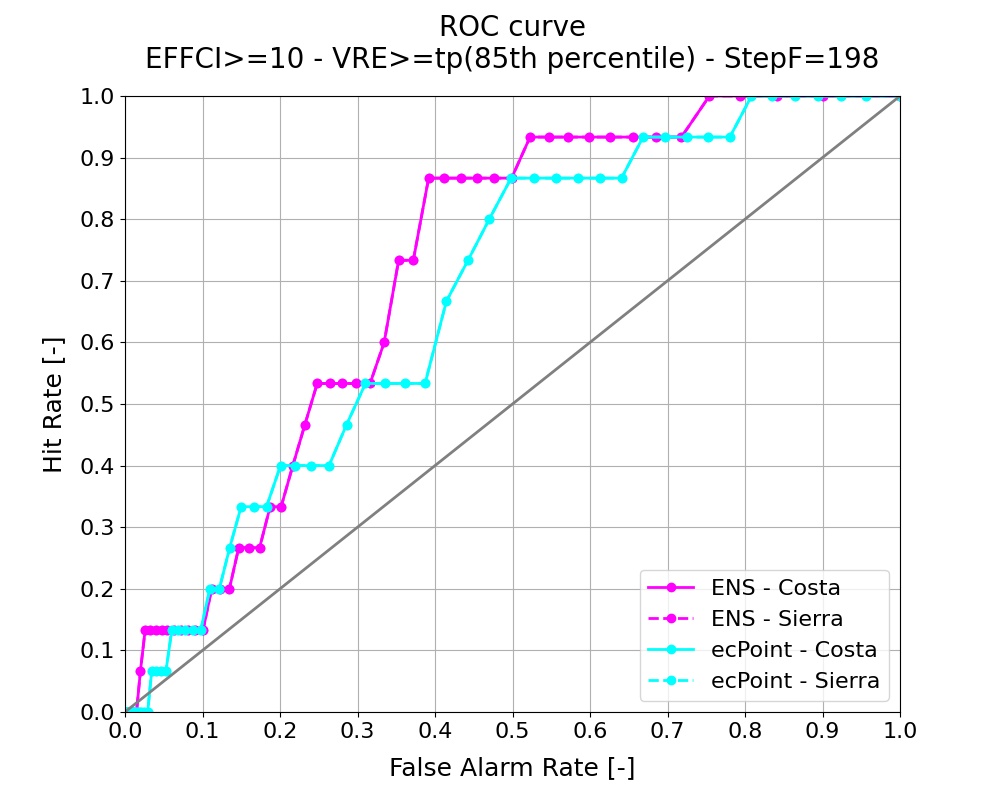 ROC curve
EFFCI>=10 - VRE>=tp(85th percentile) - StepF=198
1.0
0.9
0.8
0.7
0.6
0.5
0.4
0.3
0.2
0.1
0.0
Hit Rate [-]
ENS - Costa
ENS - Sierra
ecPoint - Costa
ecPoint - Sierra
0.0 0.1 0.2 0.3 0.4 0.5 0.6 0.7 0.8 0.9 1.0
False Alarm Rate [-]